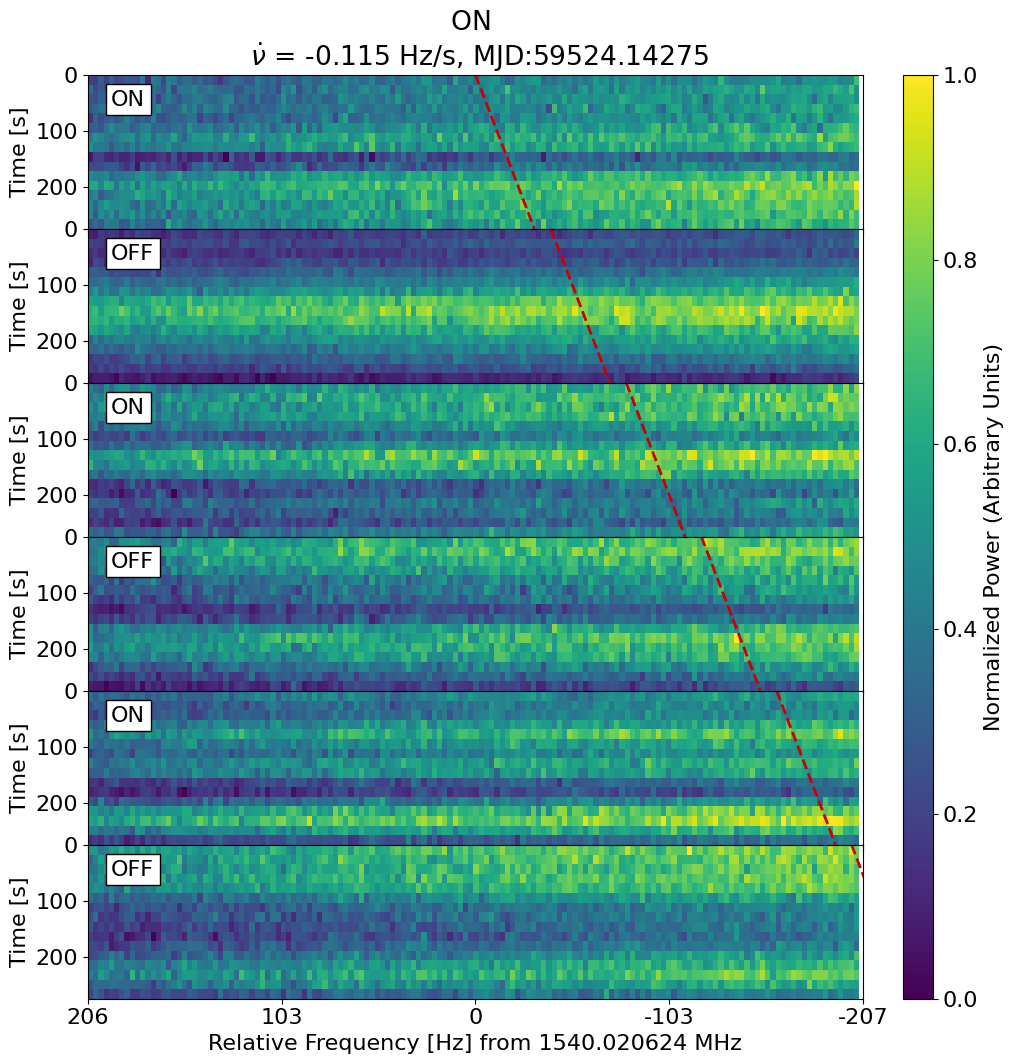 ON
ν̇ = -0.115 Hz/s, MJD:59524.14275
0
ON
100
200
Time [s]
0
OFF
100
200
Time [s]
0
ON
100
200
Time [s]
0
OFF
100
200
Time [s]
0
ON
100
200
Time [s]
0
OFF
100
200
Time [s]
206 103 0 -103 -207
Relative Frequency [Hz] from 1540.020624 MHz
1.0
0.8
0.6
0.4
0.2
0.0
Normalized Power (Arbitrary Units)